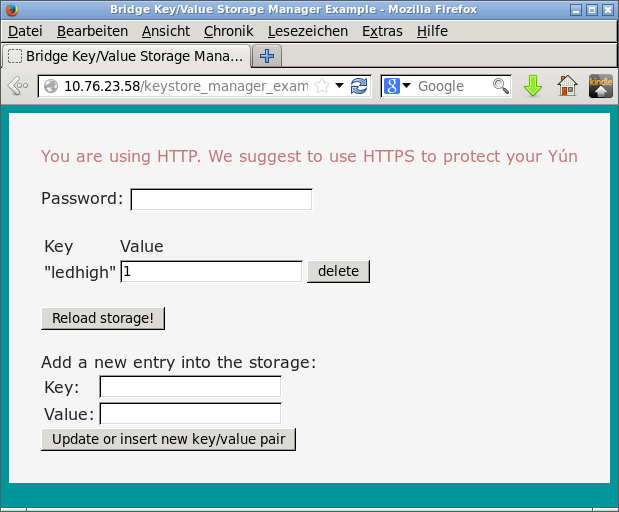 Bridge Key/Value Storage Manager Example - Mozilla Firefox
Datei Bearbeiten Ansicht Chronik Lesezeichen Extras Hilfe
Bridge Key/Value Storage Mana...
10.76.23.58/keystore_manager_exam Google kindle
You are using HTTP. We suggest to use HTTPS to protect your Yún
Password:
Key Value
"ledhigh" 1 delete
Reload storage!
Add a new entry into the storage:
Key:
Value:
Update or insert new key/value pair